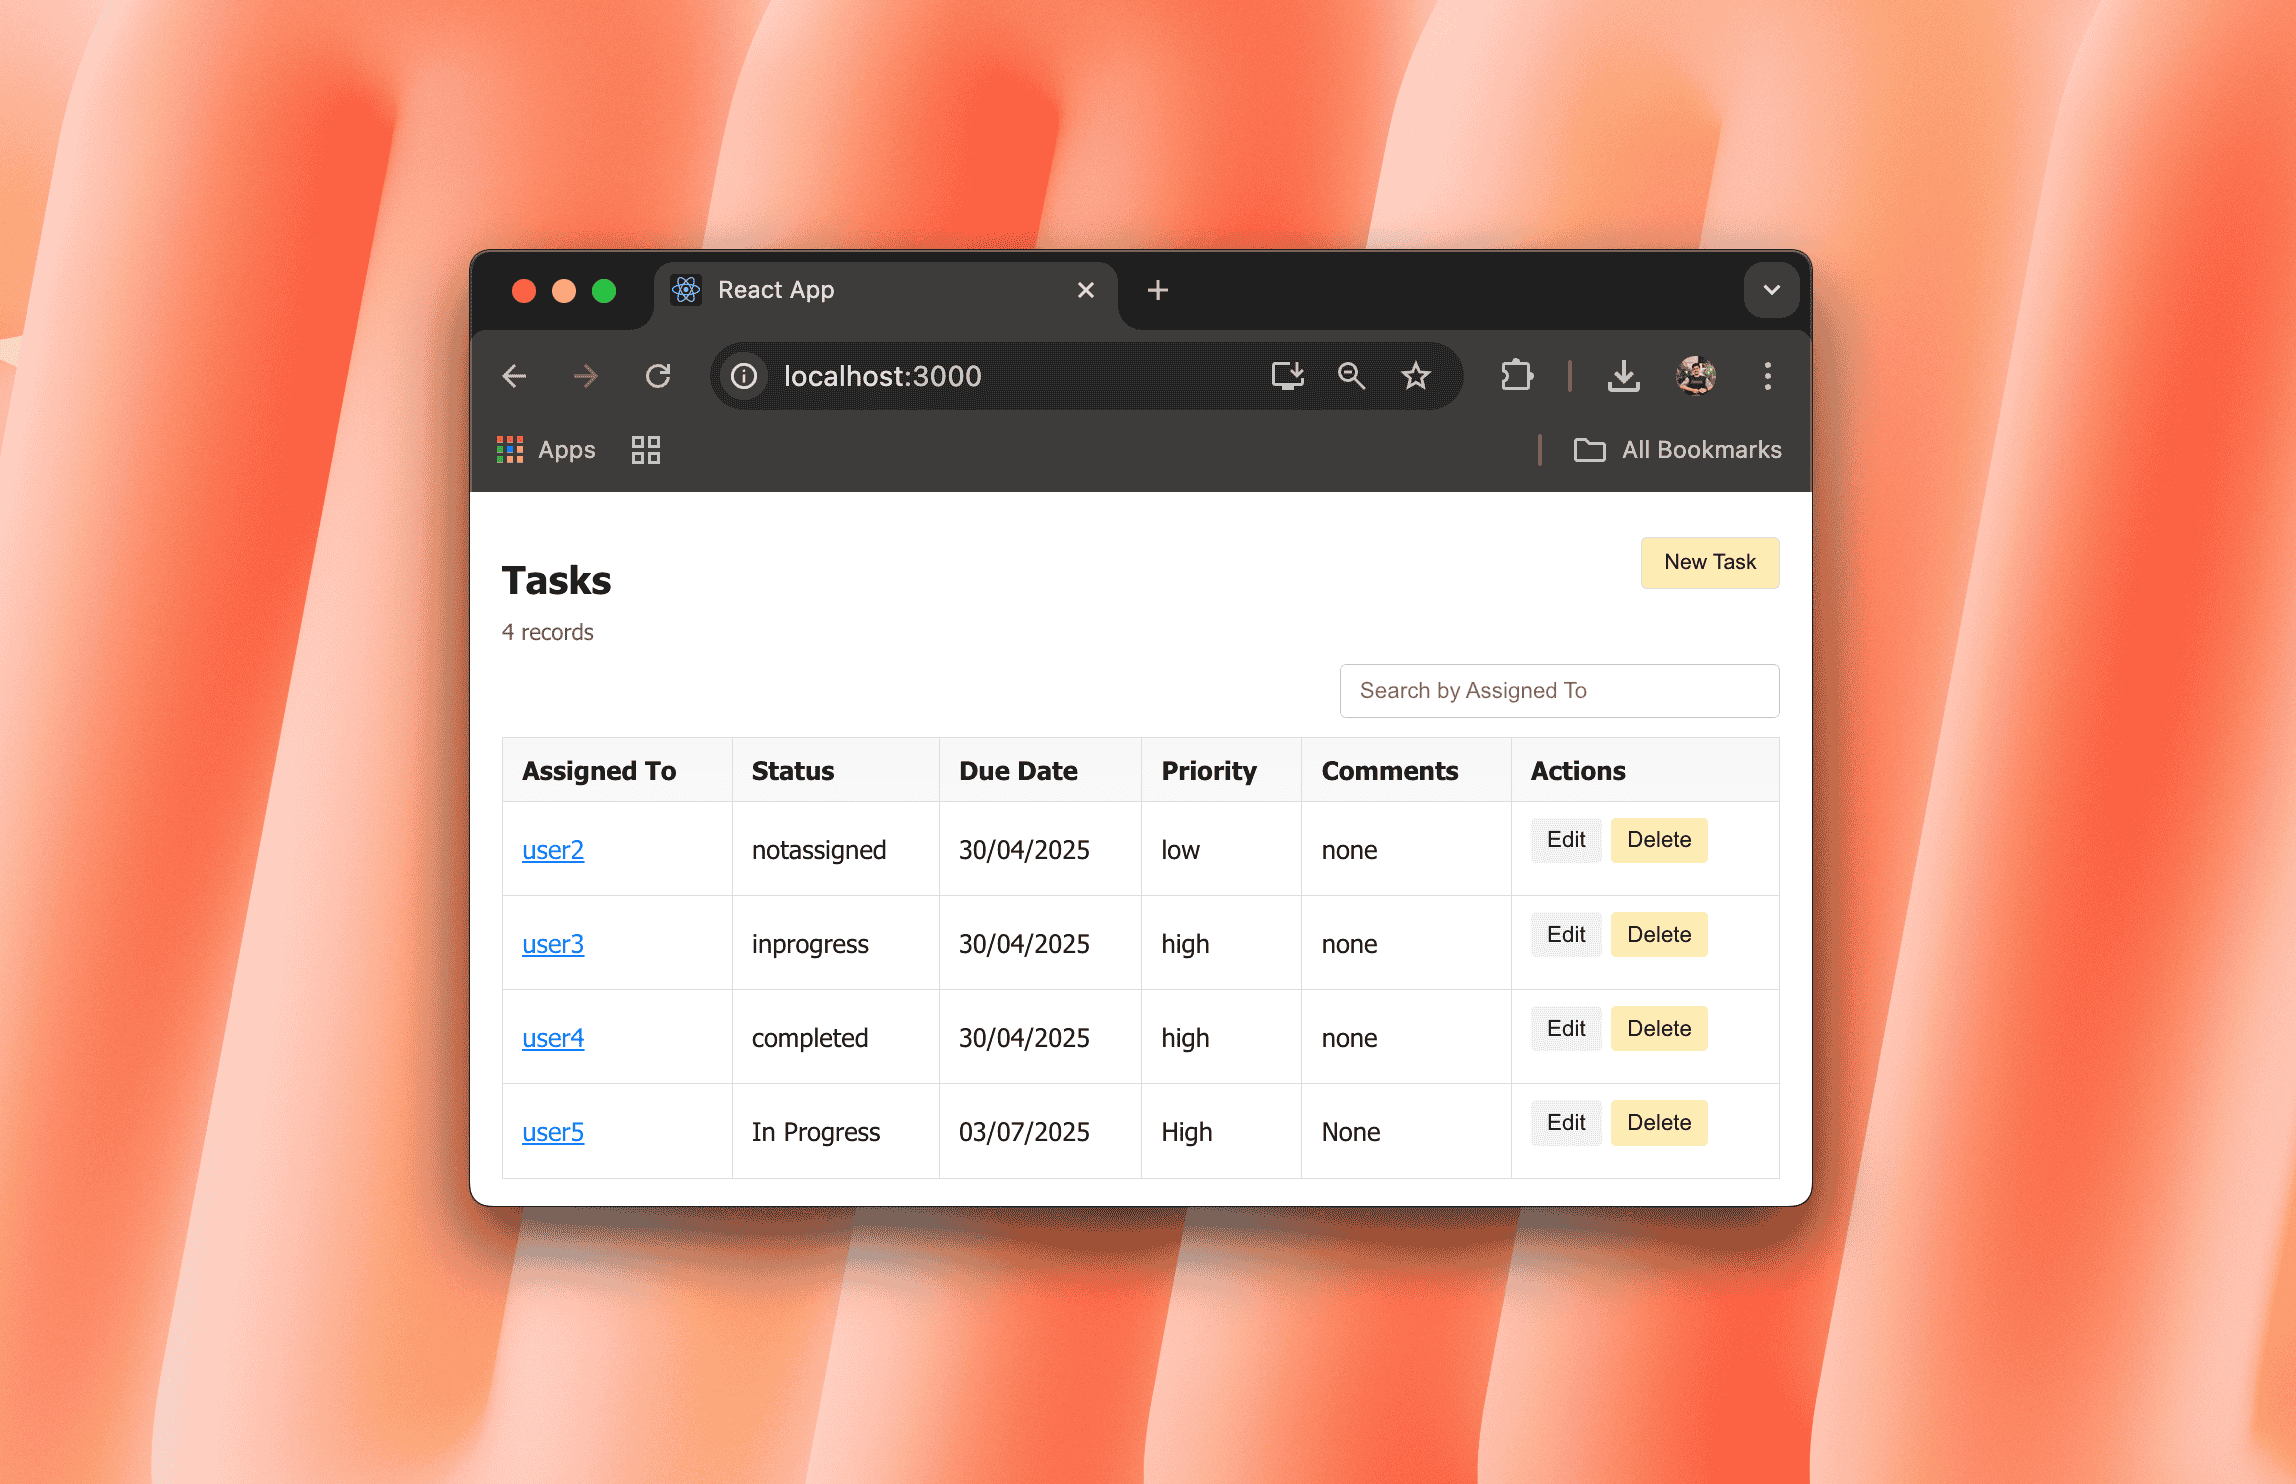 React App
localhost:3000
Apps
All Bookmarks
New Task
Tasks
4 records
Search by Assigned To
Assigned To Status Due Date Priority Comments Actions
user2 notassigned 30/04/2025 low none Edit Delete
user3 inprogress 30/04/2025 high none Edit Delete
user4 completed 30/04/2025 high none Edit Delete
user5 In Progress 03/07/2025 High None Edit Delete